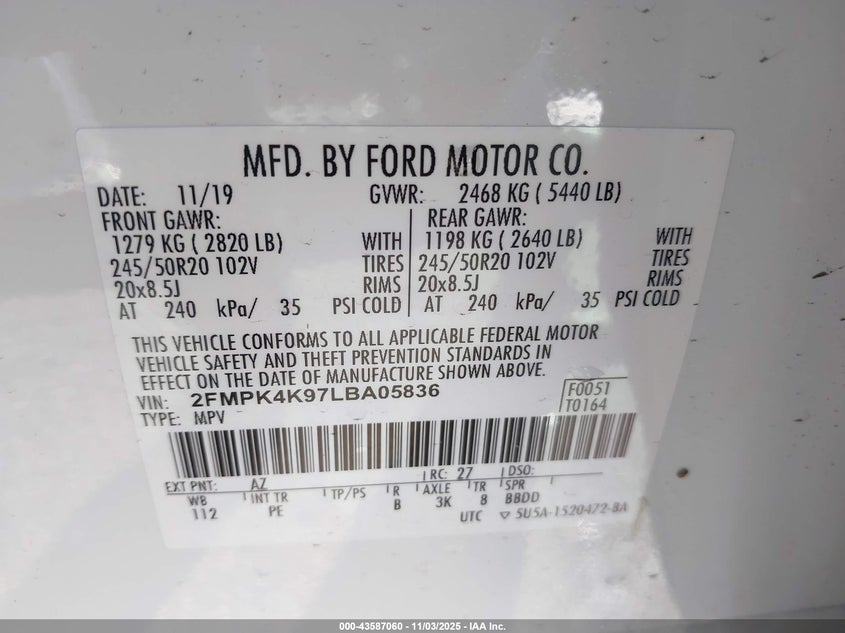 MFD. BY FORD MOTOR CO.
DATE: 11/19 GVWR: 2468 KG ( 5440 LB)
FRONT GAWR: REAR GAWR:
1279 KG ( 2820 LB) WITH 1198 KG ( 2640 LB) WITH
245/50R20 102V TIRES 245/50R20 102V TIRES
20x8.5J RIMS 20x8.5J RIMS
AT 240 kPa/ 35 PSI COLD AT 240 kPa/ 35 PSI COLD
THIS VEHICLE CONFORMS TO ALL APPLICABLE FEDERAL MOTOR
VEHICLE SAFETY AND THEFT PREVENTION STANDARDS IN
EFFECT ON THE DATE OF MANUFACTURE SHOWN ABOVE.
VIN: 2FMPK4K97LBA05836 F0051
TYPE: MPV T0164
EXT PNT: AZ RC: 27 DSO:
WB INT TR TP/PS R AXLE TR SPR
112 PE B 3K 8 BBDD
UTC ▽ 5U5A-1520472-BA
000-43587060 - 11/03/2025 - IAA Inc.